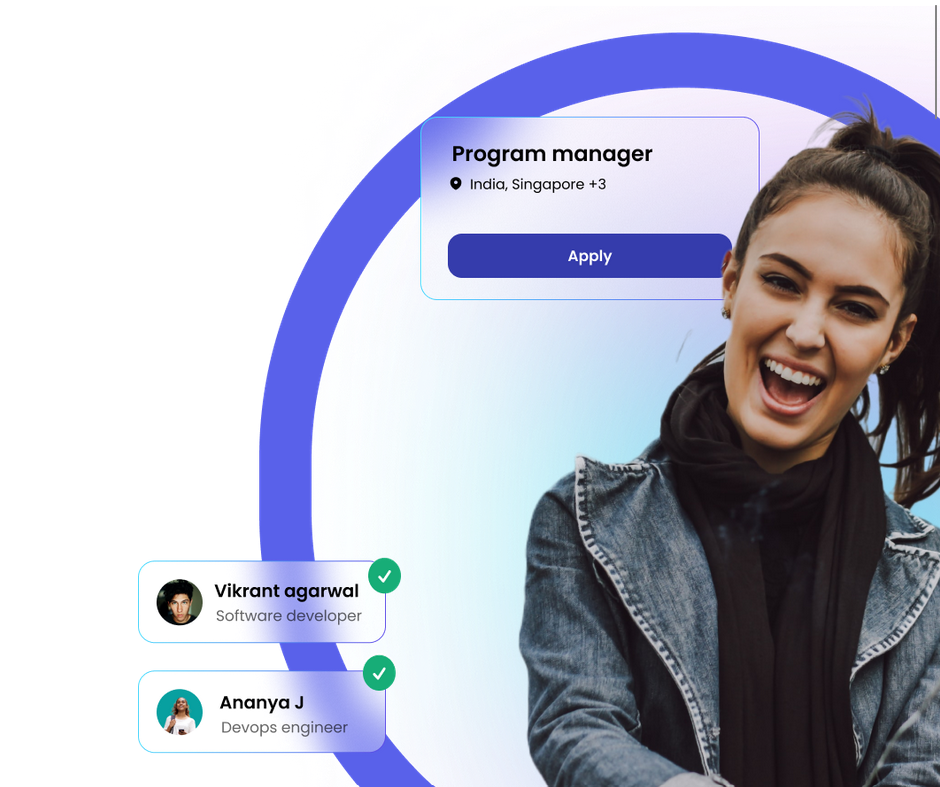 Program manager
India, Singapore +3
Apply
Vikrant agarwal
Software developer
Ananya J
Devops engineer